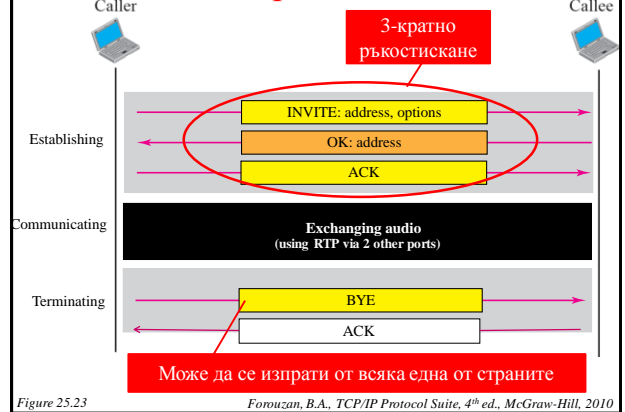 Caller
Callee
3-кратно
ръкостискане
INVITE: address, options
Establishing
OK: address
ACK
Communicating
Exchanging audio
(using RTP via 2 other ports)
Terminating
BYE
ACK
Може да се изпрати от всяка една от страните
Figure 25.23
Forouzan, B.A., TCP/IP Protocol Suite, 4th ed., McGraw-Hill, 2010